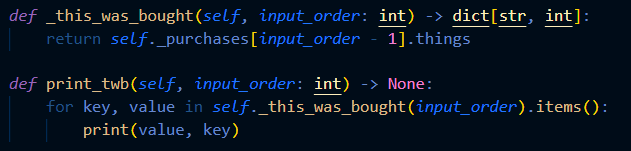 def _this_was_bought(self, input_order: int) -> dict[str, int]:
    return self._purchases[input_order - 1].things
def print_twb(self, input_order: int) -> None:
    for key, value in self._this_was_bought(input_order).items():
        print(value, key)